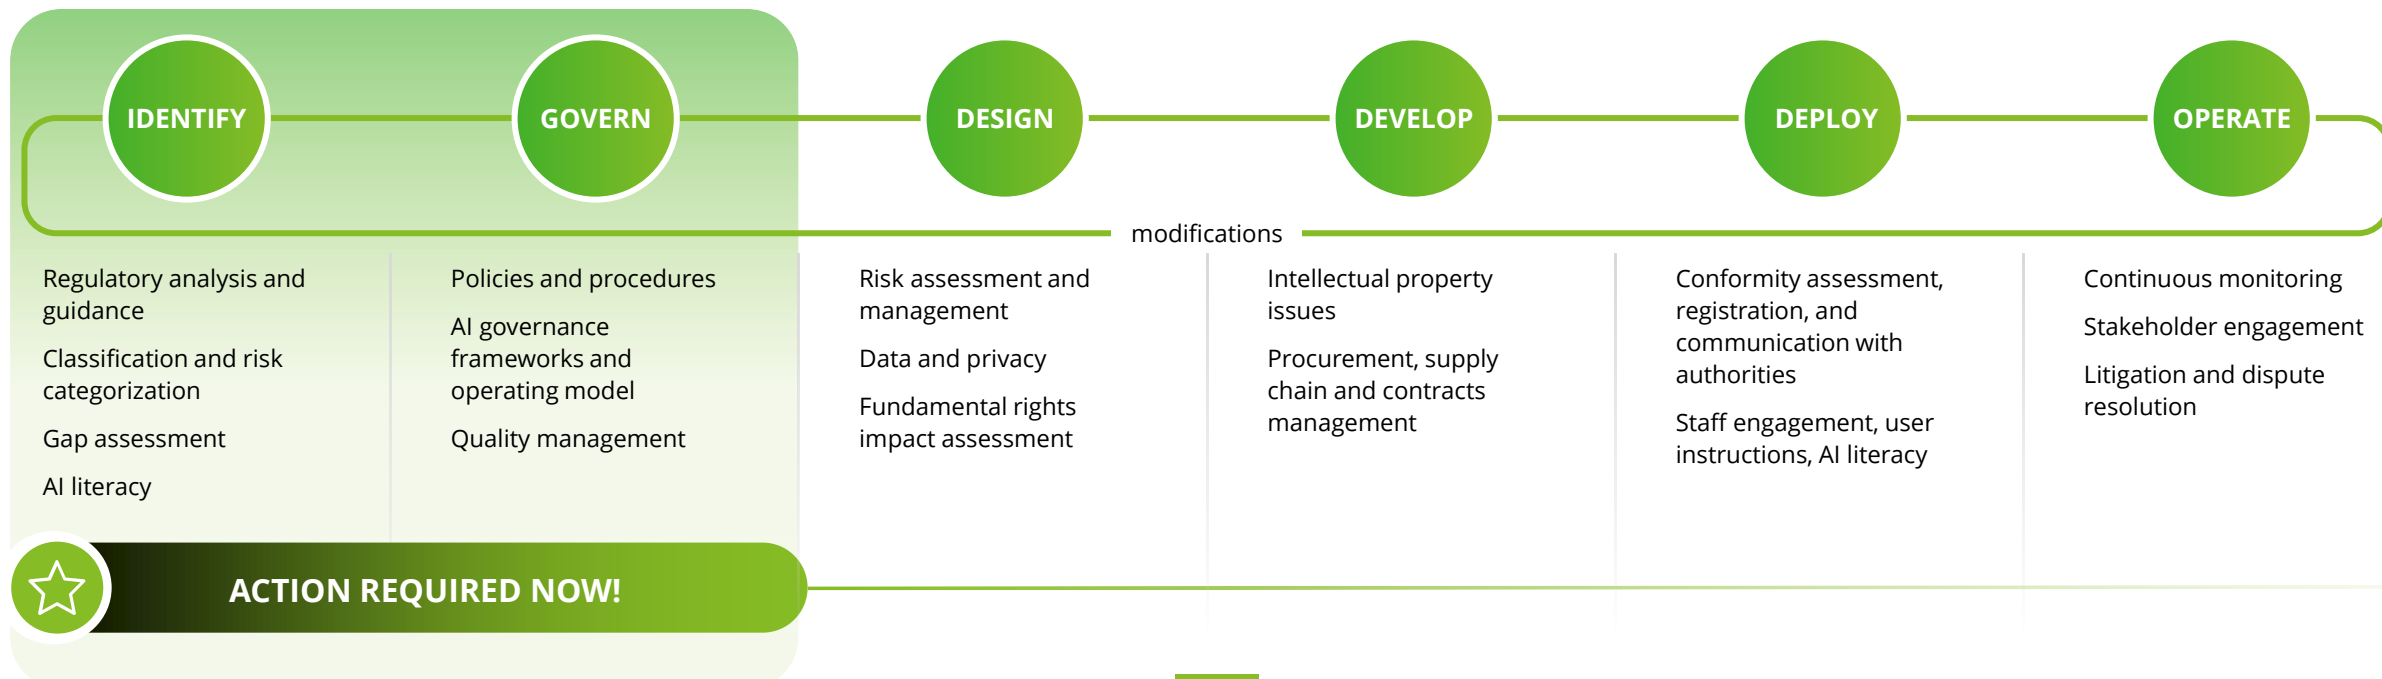 IDENTIFY
GOVERN
DESIGN
DEVELOP
DEPLOY
OPERATE
modifications
Regulatory analysis and
guidance
Classification and risk
categorization
Gap assessment
AI literacy
Policies and procedures
AI governance
frameworks and
operating model
Quality management
Risk assessment and
management
Data and privacy
Fundamental rights
impact assessment
Intellectual property
issues
Procurement, supply
chain and contracts
management
Conformity assessment,
registration, and
communication with
authorities
Staff engagement, user
instructions, AI literacy
Continuous monitoring
Stakeholder engagement
Litigation and dispute
resolution
ACTION REQUIRED NOW!